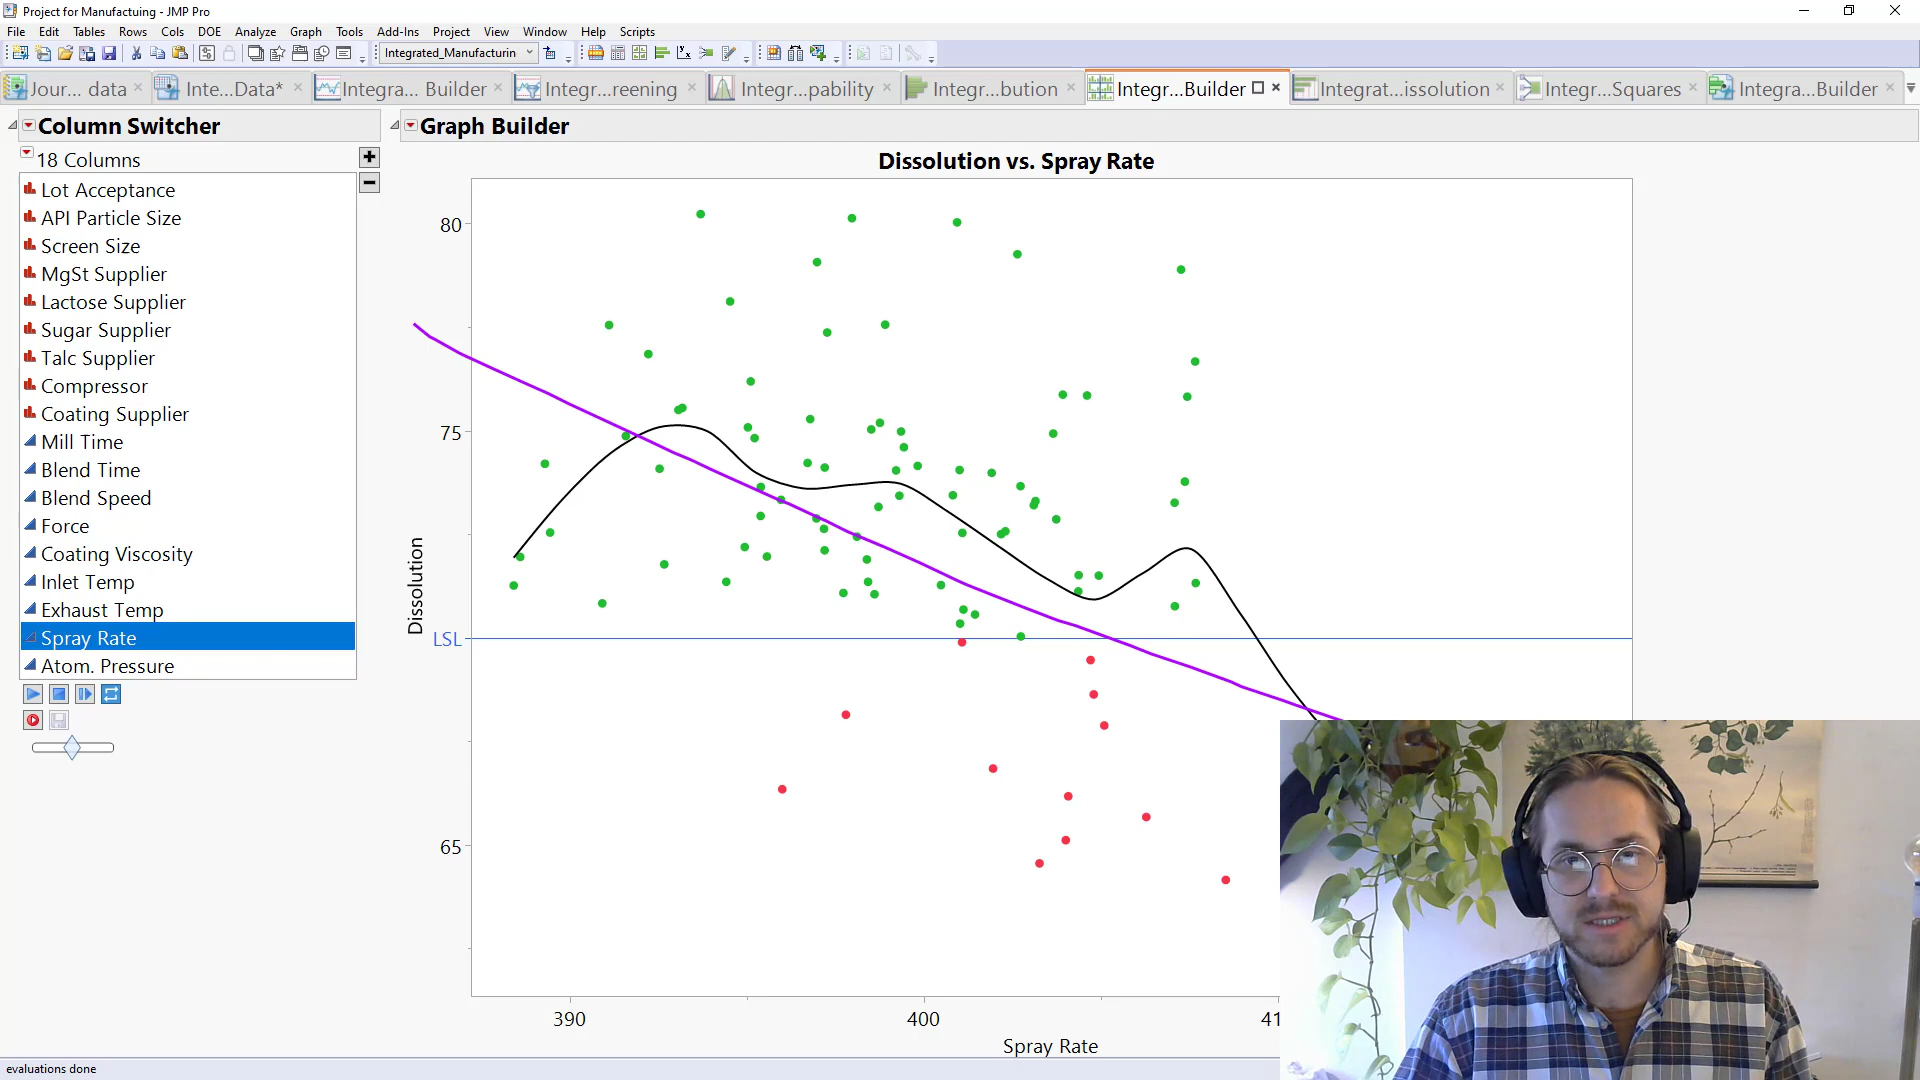 Project for Manufactuing - JMP Pro
File Edit Tables Rows Cols DOE Analyze Graph Tools Add-Ins Project View Window Help Scripts
Integrated_Manufacturin
Jour... data
Inte...Data*
Integra... Builder
Integr...reening
Integr...pability
Integr...bution
Integr...Builder
Integrat...issolution
Integr...Squares
Integra...Builder
Column Switcher
18 Columns
Lot Acceptance
API Particle Size
Screen Size
MgSt Supplier
Lactose Supplier
Sugar Supplier
Talc Supplier
Compressor
Coating Supplier
Mill Time
Blend Time
Blend Speed
Force
Coating Viscosity
Inlet Temp
Exhaust Temp
Spray Rate
Atom. Pressure
Graph Builder
Dissolution vs. Spray Rate
80
75
LSL
65
Dissolution
390
400
41
Spray Rate
evaluations done